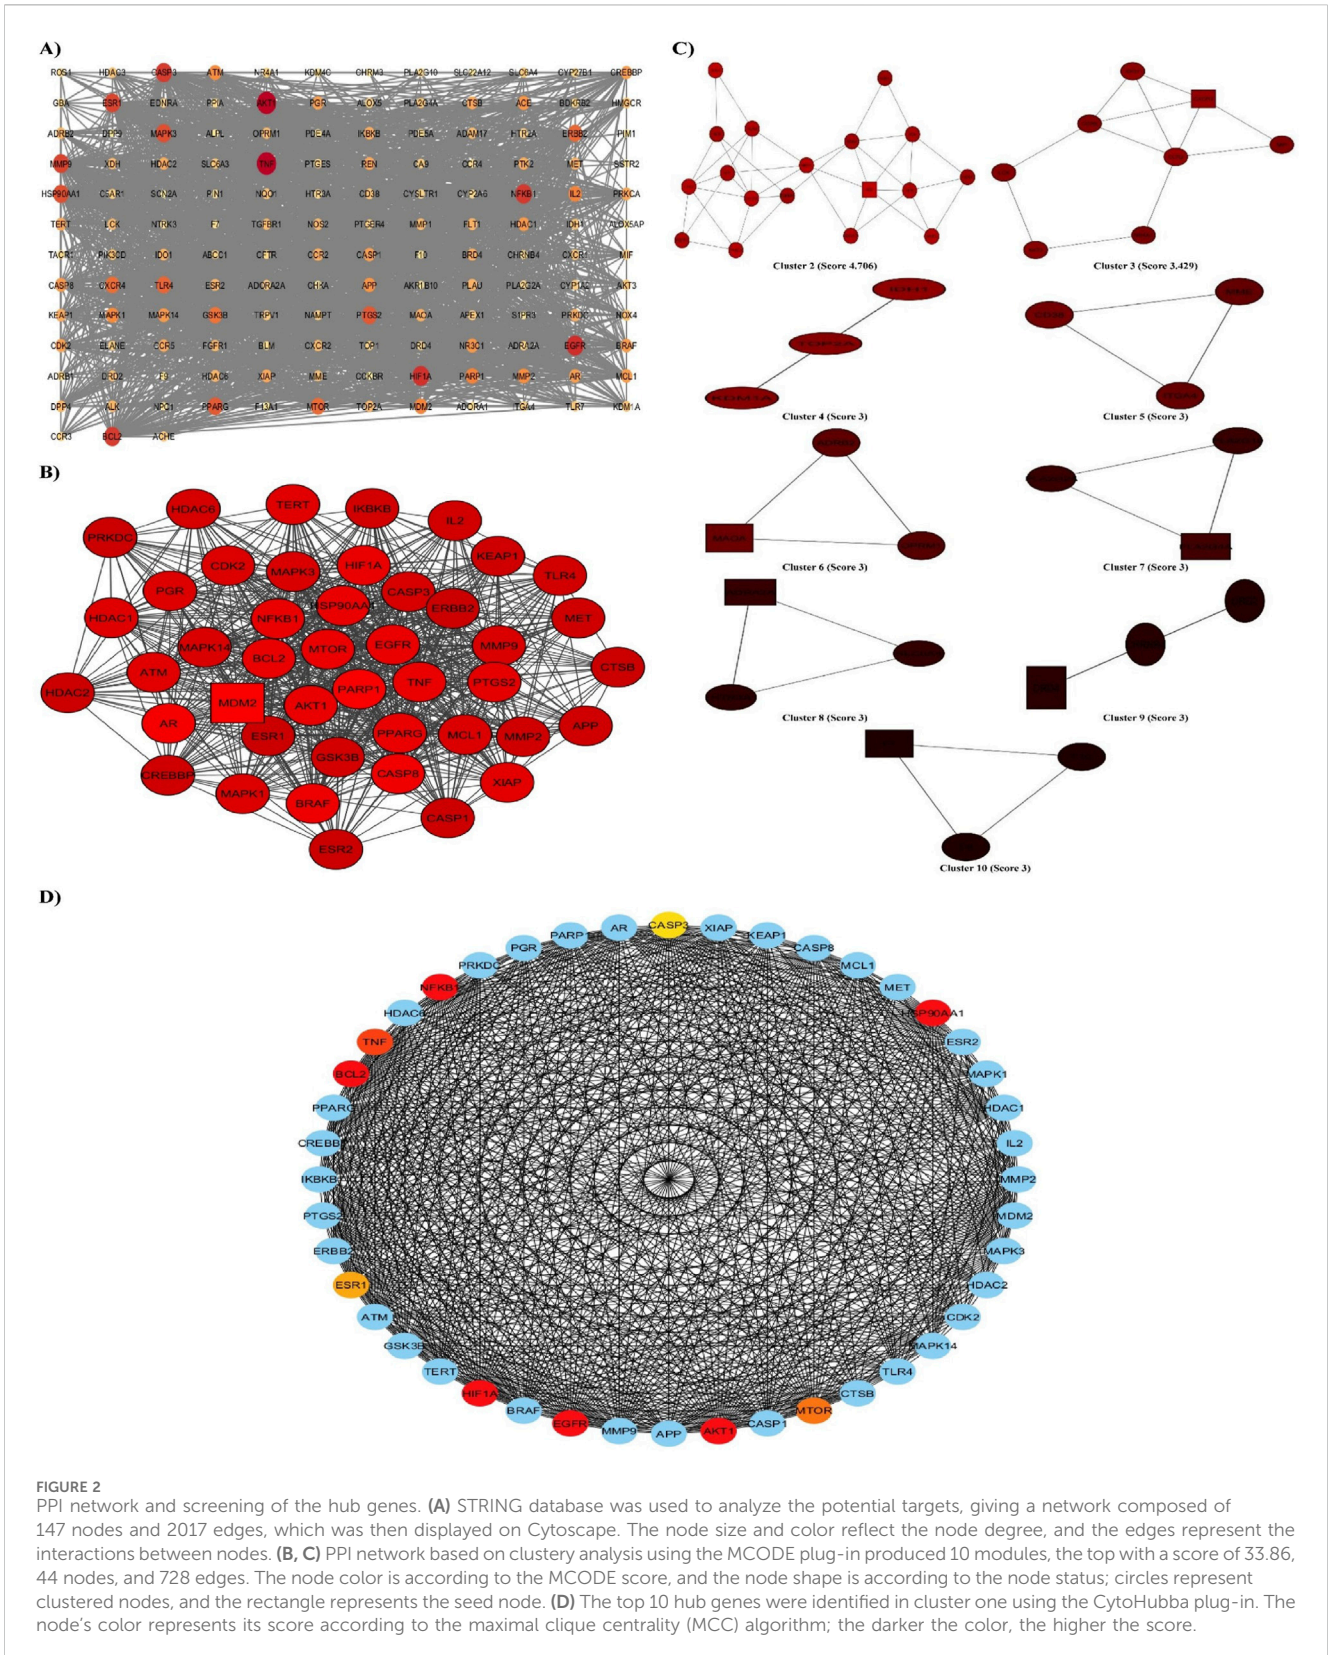 A)
ROS1 HDAC3 CASP3 ATM NR4A1 KDM4C CHRM3 PLA2G10 SLC22A12 SLC6A4 CYP27B1 CREBBP
GBA ESR1 EDNRA PPIA AKT1 PGR ALOX5 PLA2G4A CTSB ACE BDKRB2 HMGCR
ADRB2 DPP9 MAPK3 ALPL OPRM1 PDE4A IKBKB PDE5A ADAM17 HTR2A ERBB2 PIM1
MMP9 XDH HDAC2 SLC6A3 TNF PTGES REN CA9 CCR4 PTK2 MET SSTR2
HSP90AA1 C5AR1 SCN2A PIN1 NQO1 HTR3A CD38 CYSLTR1 CYP2A6 NFKB1 IL2 PRKCA
TERT LCK NTRK3 F7 TGFBR1 NOS2 PTGER4 MMP1 FLT1 HDAC1 IDH1 ALOX5AP
TACR1 PIK3CD IDO1 ABCC1 CFTR CCR2 CASP1 F10 BRD4 CHRNB4 CXCR1 MIF
CASP8 CXCR4 TLR4 ESR2 ADORA2A CHKA APP AKR1B10 PLAU PLA2G2A CYP1A2 AKT3
KEAP1 MAPK1 MAPK14 GSK3B TRPV1 NAMPT PTGS2 MAOA APEX1 S1PR3 PRKDC NOX4
CDK2 ELANE CCR5 FGFR1 BLM CXCR2 TOP1 DRD4 NR3C1 ADRA2A EGFR BRAF
ADRB1 DRD2 F3 HDAC6 XIAP MME CCKBR HIF1A PARP1 MMP2 AR MCL1
DPP4 ALK NPC1 PPARG F13A1 MTOR TOP2A MDM2 ADORA1 ITGA4 TLR7 KDM1A
CCR3 BCL2 ACHE
B)
HDAC6 TERT IKBKB IL2
PRKDC CDK2 MAPK3 HIF1A KEAP1
PGR CASP3 TLR4
HDAC1 NFKB1 HSP90AA1 ERBB2 MET
MAPK14 BCL2 MTOR EGFR MMP9
HDAC2 ATM PARP1 TNF PTGS2 CTSB
AR MDM2 AKT1 APP
ESR1 PPARG MCL1 MMP2
CREBBP GSK3B CASP8 XIAP
MAPK1 BRAF CASP1
ESR2
C)
Cluster 2 (Score 4.706)
Cluster 3 (Score 3.429)
KDM1A
Cluster 4 (Score 3)
Cluster 5 (Score 3)
MAOA
Cluster 6 (Score 3)
Cluster 7 (Score 3)
Cluster 8 (Score 3)
Cluster 9 (Score 3)
Cluster 10 (Score 3)
D)
CASP3
XIAP
KEAP1
CASP8
MCL1
MET
HSP90AA1
ESR2
MAPK1
HDAC1
IL2
MMP2
MDM2
MAPK3
HDAC2
CDK2
MAPK14
TLR4
CTSB
MTOR
CASP1
AKT1
APP
MMP9
EGFR
BRAF
HIF1A
TERT
GSK3B
ATM
ESR1
ERBB2
PTGS2
IKBKB
CREBB
PPARG
BCL2
TNF
HDAC6
NFKB1
PRKDC
PGR
PARP1
AR
FIGURE 2
PPI network and screening of the hub genes. (A) STRING database was used to analyze the potential targets, giving a network composed of
147 nodes and 2017 edges, which was then displayed on Cytoscape. The node size and color reflect the node degree, and the edges represent the
interactions between nodes. (B, C) PPI network based on clustery analysis using the MCODE plug-in produced 10 modules, the top with a score of 33.86,
44 nodes, and 728 edges. The node color is according to the MCODE score, and the node shape is according to the node status; circles represent
clustered nodes, and the rectangle represents the seed node. (D) The top 10 hub genes were identified in cluster one using the CytoHubba plug-in. The
node's color represents its score according to the maximal clique centrality (MCC) algorithm; the darker the color, the higher the score.